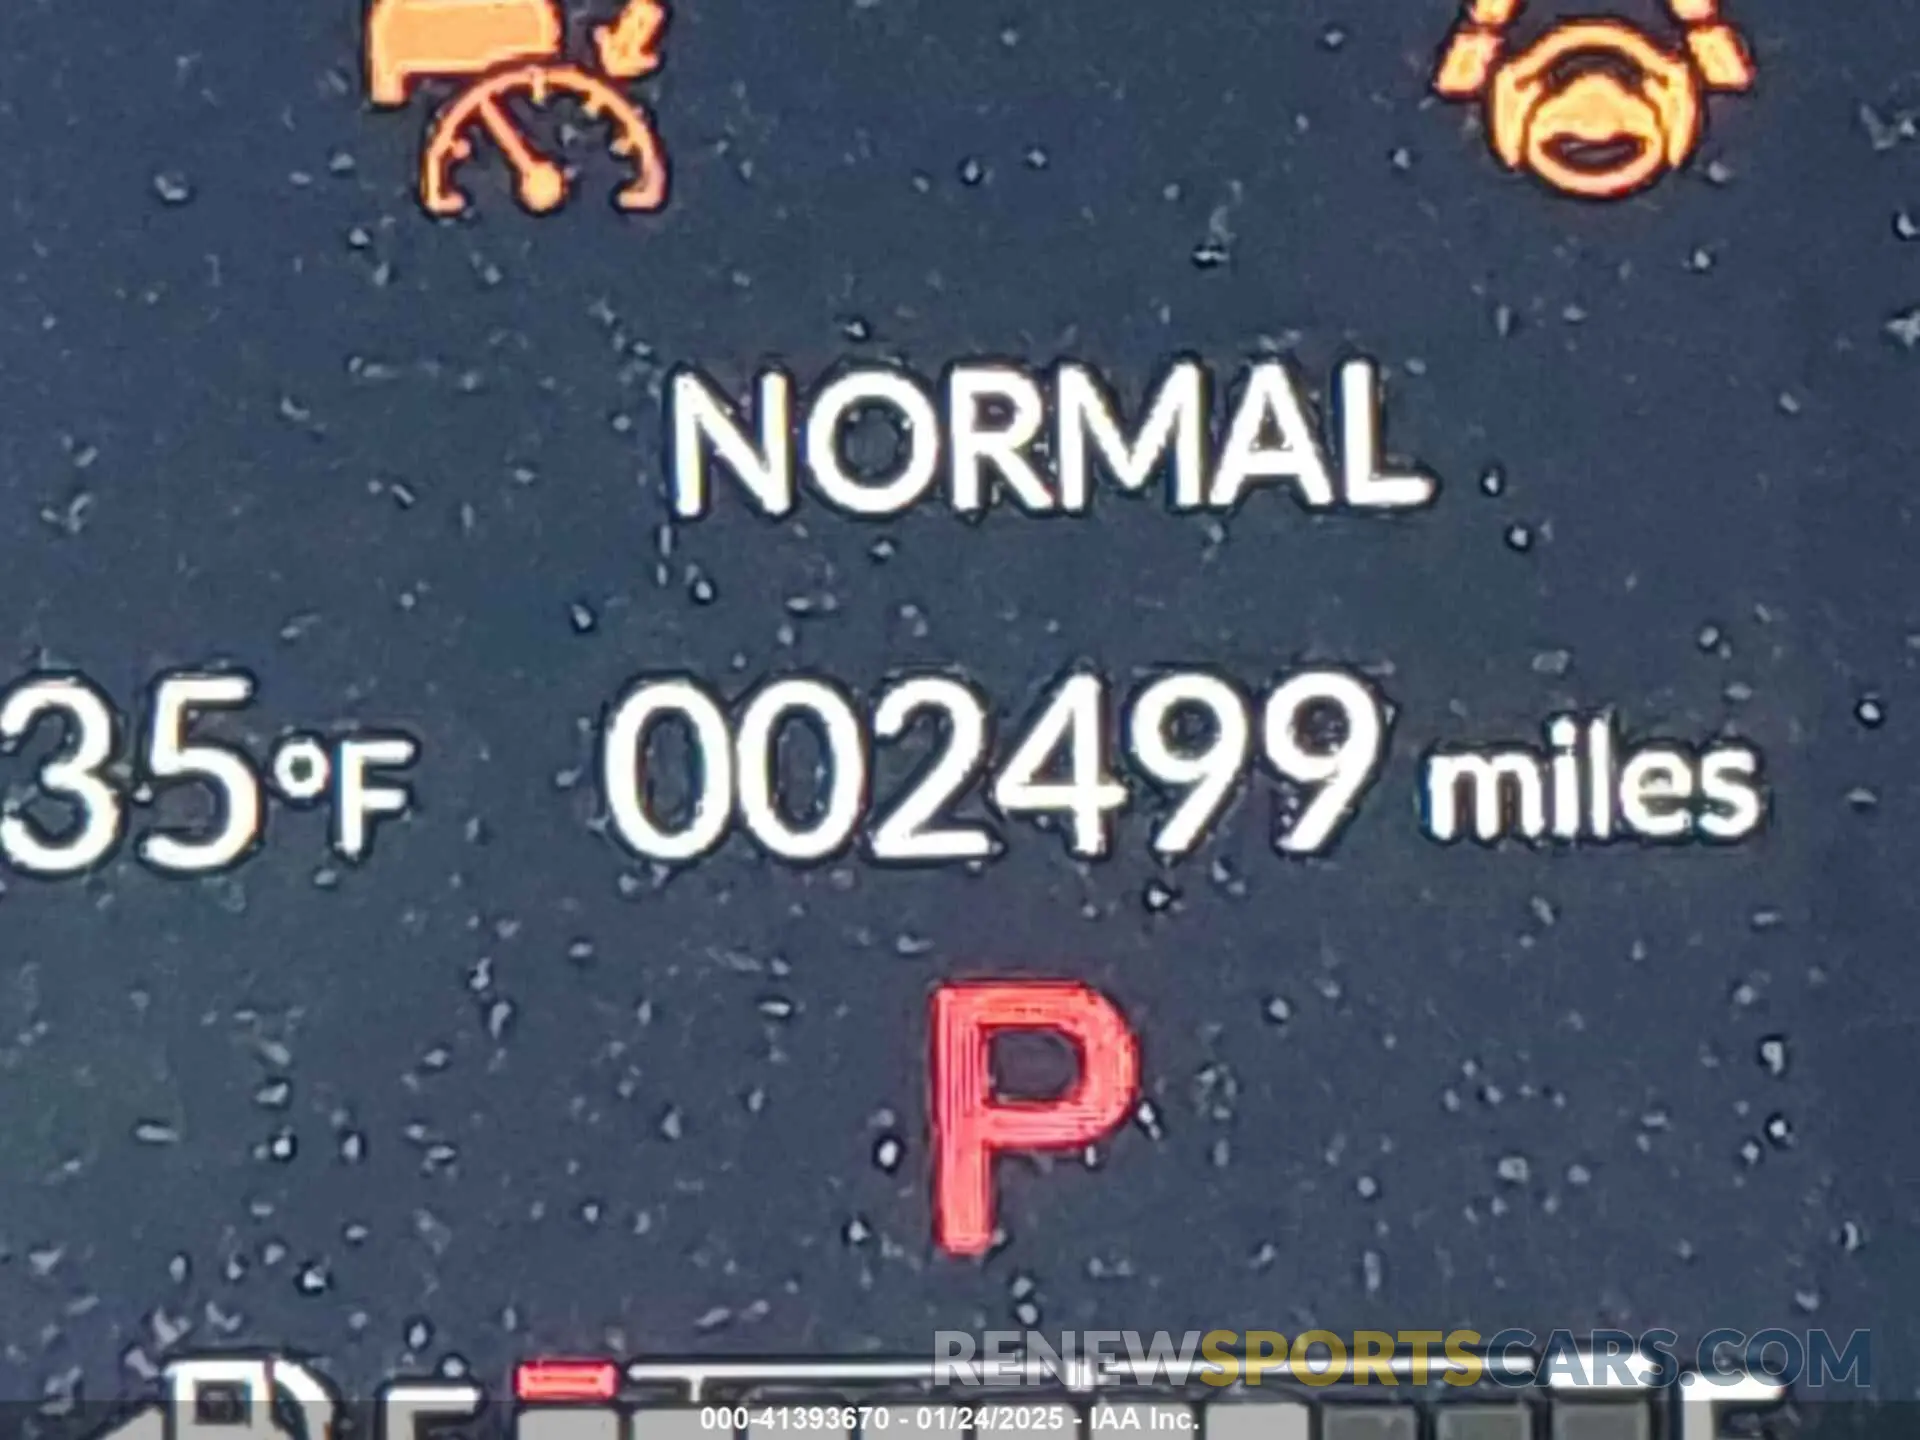 NORMAL
35°F 002499 miles
P
RENEWSPORTSCARS.COM
000-41393670 - 01/24/2025 - IAA Inc.